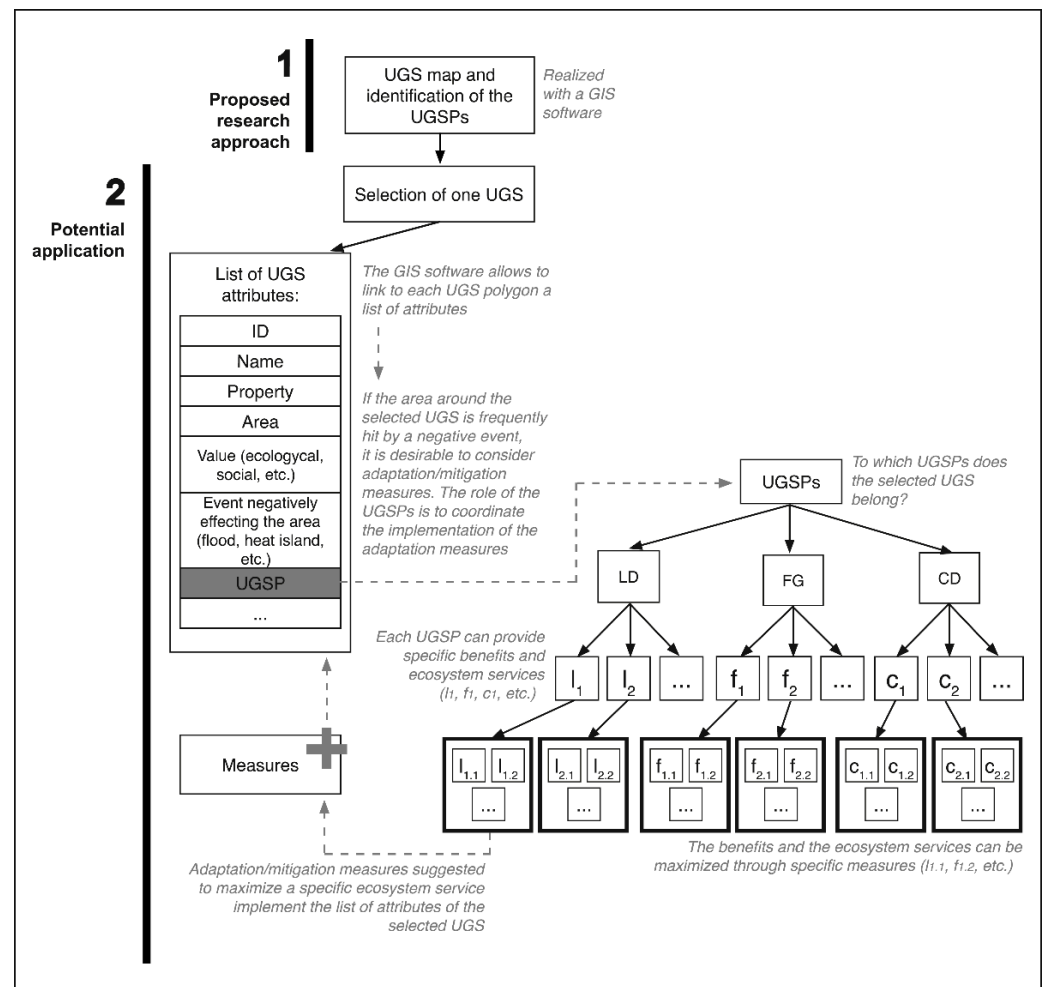 1
Proposed
research
approach
UGS map and
identification of the
UGSPs
Realized
with a GIS
software
2
Potential
application
Selection of one UGS
List of UGS
attributes:
ID
Name
Property
Area
Value (ecologycal,
social, etc.)
Event negatively
effecting the area
(flood, heat island,
etc.)
UGSP
...
The GIS software allows to
link to each UGS polygon a
list of attributes
If the area around the
selected UGS is frequently
hit by a negative event,
it is desirable to consider
adaptation/mitigation
measures. The role of the
UGSPs is to coordinate
the implementation of the
adaptation measures
UGSPs
To which UGSPs does
the selected UGS
belong?
LD
FG
CD
Each UGSP can provide
specific benefits and
ecosystem services
(l1, f1, c1, etc.)
l1 l2 ... f1 f2 ... c1 c2 ...
l1.1 l1.2 l2.1 l2.2 f1.1 f1.2 f2.1 f2.2 c1.1 c1.2 c2.1 c2.2
... ... ... ... ... ...
Measures
The benefits and the ecosystem services can be
maximized through specific measures (l1.1, f1.2, etc.)
Adaptation/mitigation measures suggested
to maximize a specific ecosystem service
implement the list of attributes of the
selected UGS